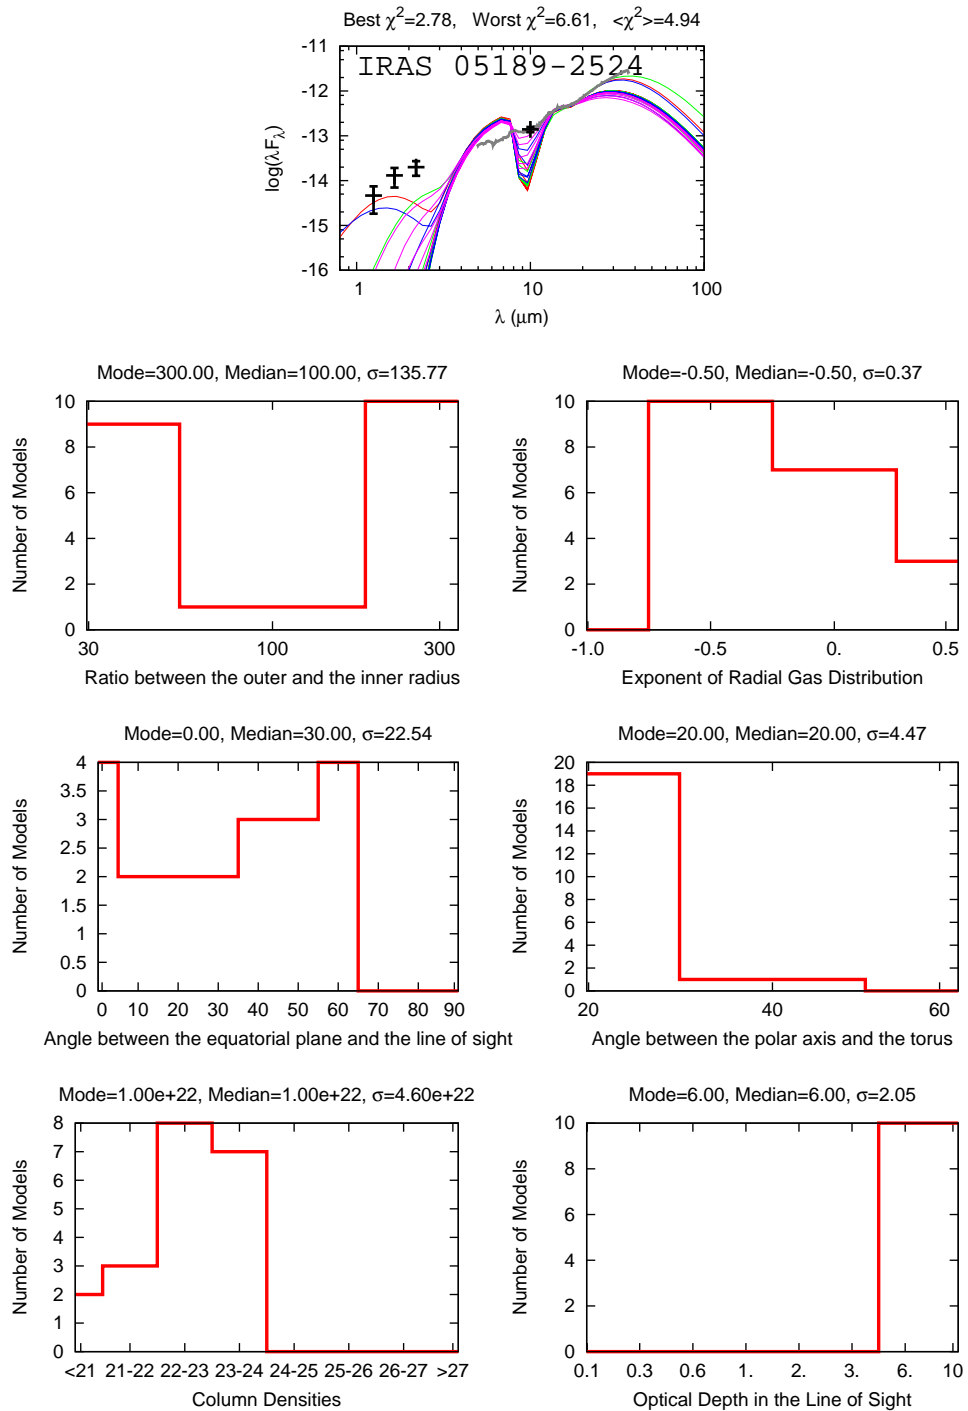 Best χ²=2.78, Worst χ²=6.61, <χ²>=4.94
IRAS 05189-2524
log(λFλ)
-11
-12
-13
-14
-15
-16
1 10 100
λ (μm)
Mode=300.00, Median=100.00, σ=135.77
Number of Models
10
8
6
4
2
0
30 100 300
Ratio between the outer and the inner radius
Mode=-0.50, Median=-0.50, σ=0.37
Number of Models
10
8
6
4
2
0
-1.0 -0.5 0. 0.5
Exponent of Radial Gas Distribution
Mode=0.00, Median=30.00, σ=22.54
Number of Models
4
3.5
3
2.5
2
1.5
1
0.5
0
0 10 20 30 40 50 60 70 80 90
Angle between the equatorial plane and the line of sight
Mode=20.00, Median=20.00, σ=4.47
Number of Models
20
18
16
14
12
10
8
6
4
2
0
20 40 60
Angle between the polar axis and the torus
Mode=1.00e+22, Median=1.00e+22, σ=4.60e+22
Number of Models
8
7
6
5
4
3
2
1
0
<21 21-22 22-23 23-24 24-25 25-26 26-27 >27
Column Densities
Mode=6.00, Median=6.00, σ=2.05
Number of Models
10
8
6
4
2
0
0.1 0.3 0.6 1. 2. 3. 6. 10
Optical Depth in the Line of Sight